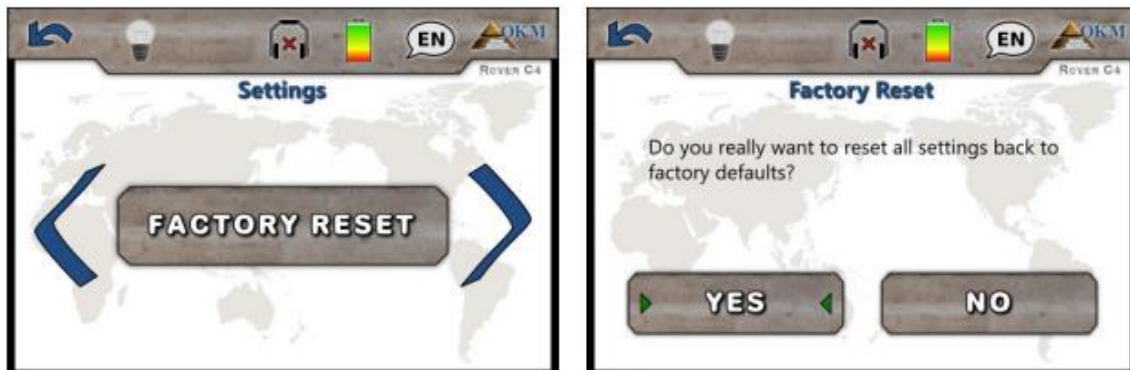 EN
OKM
ROVER C4
Settings
FACTORY RESET
EN
OKM
ROVER C4
Factory Reset
Do you really want to reset all settings back to
factory defaults?
YES
NO